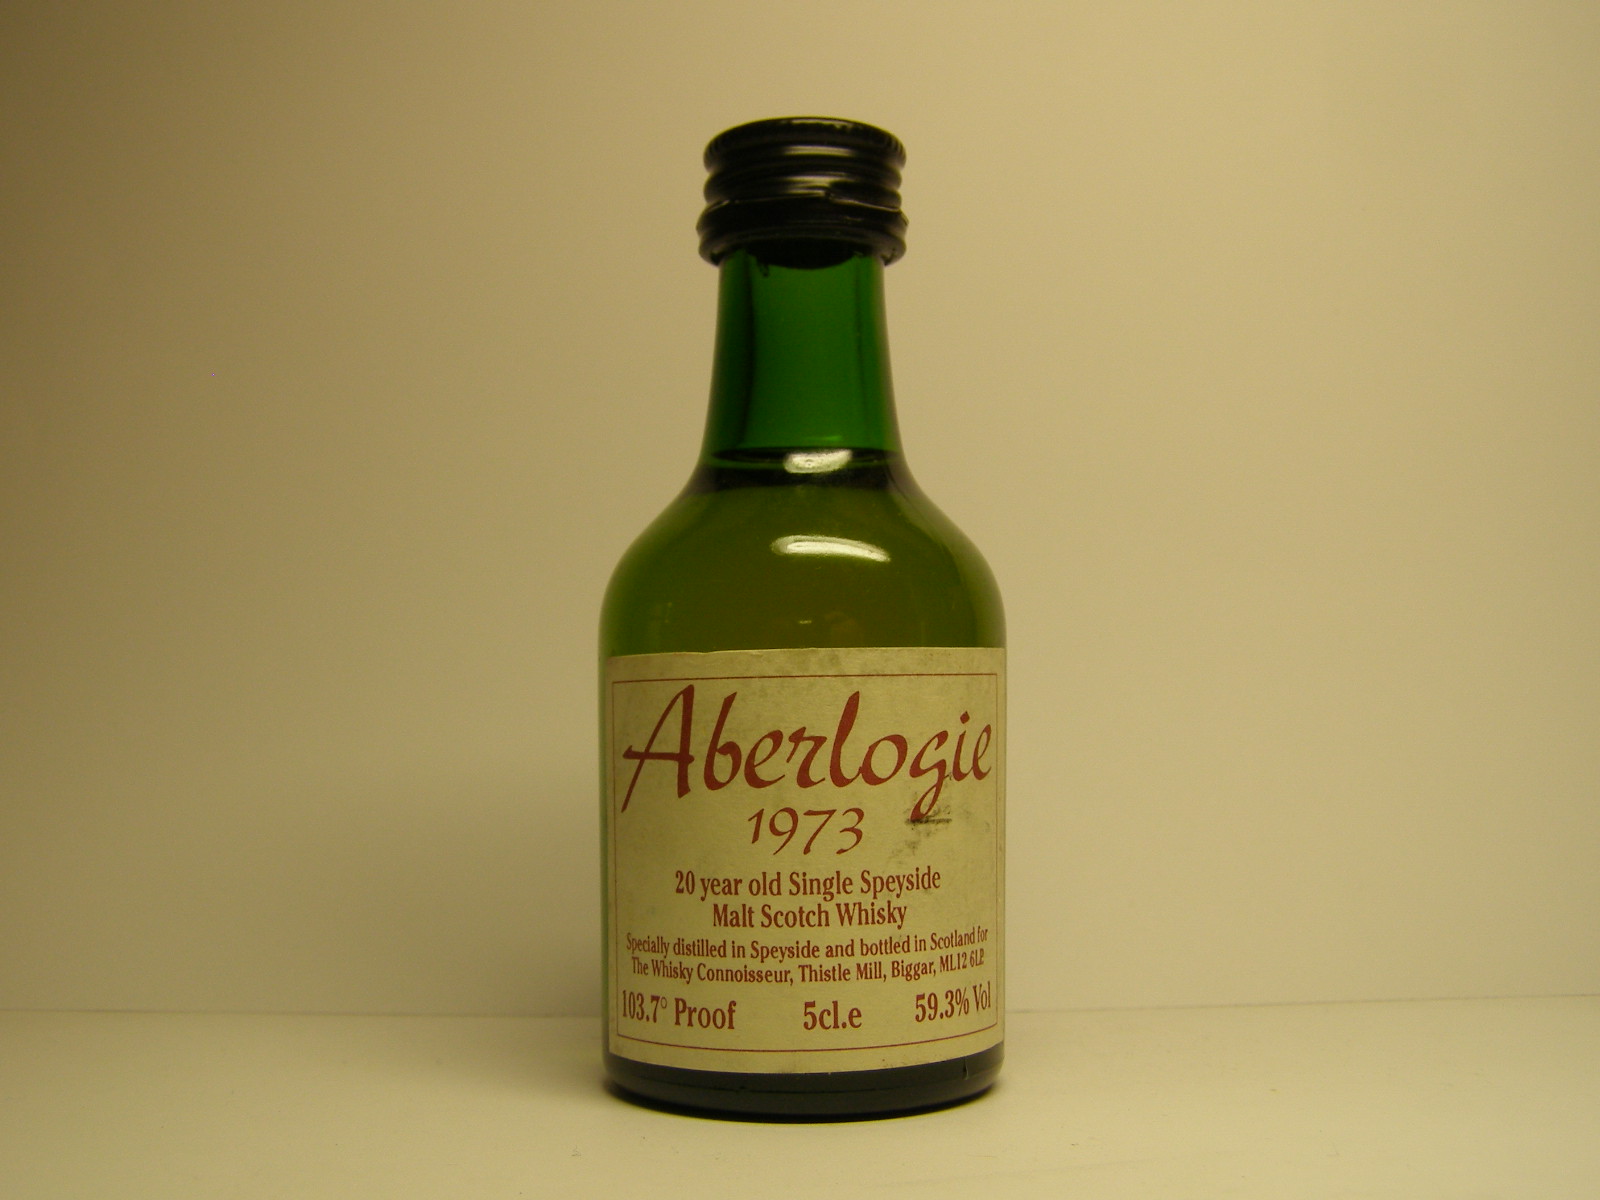 Aberlogie
1973
20 year old Single Speyside
Malt Scotch Whisky
Specially distilled in Speyside and bottled in Scotland for
The Whisky Connoisseur, Thistle Mill, Biggar, ML12 6LP.
103.7° Proof 5cl.e 59.3% Vol